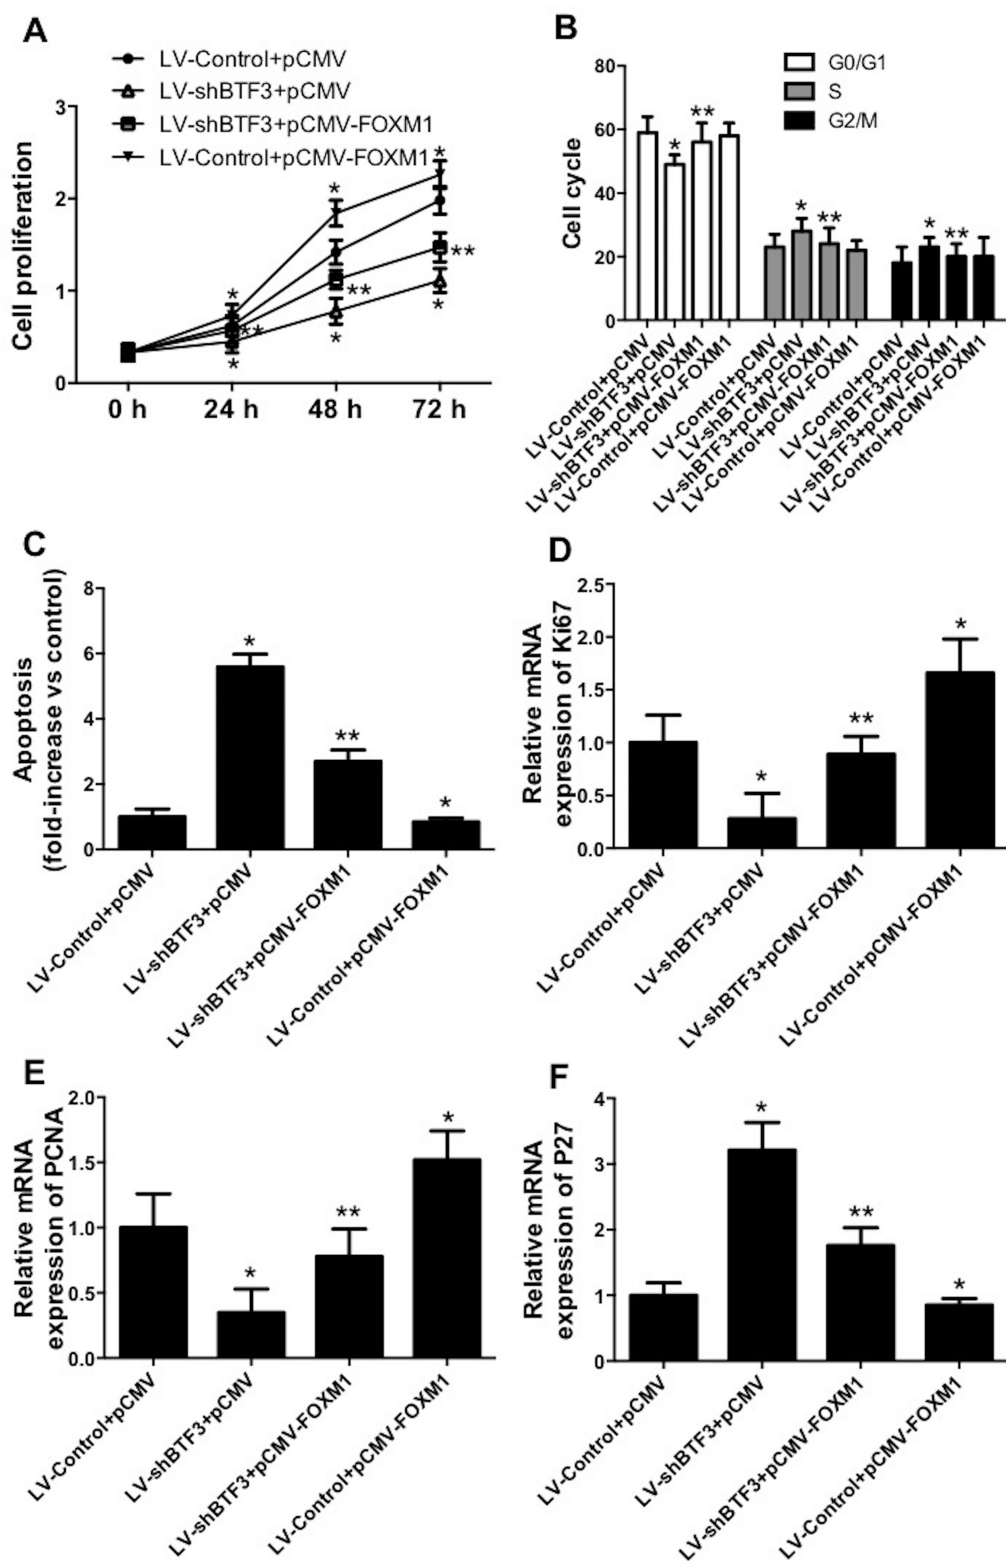 A
LV-Control+pCMV
LV-shBTF3+pCMV
LV-shBTF3+pCMV-FOXM1
LV-Control+pCMV-FOXM1
Cell proliferation
3
2
1
0
*
*
*
**
*
**
*
**
*
0 h
24 h
48 h
72 h
B
G0/G1
S
G2/M
Cell cycle
80
60
40
20
0
*
**
*
**
*
**
LV-Control+pCMV
LV-shBTF3+pCMV
LV-shBTF3+pCMV-FOXM1
LV-Control+pCMV-FOXM1
LV-Control+pCMV
LV-shBTF3+pCMV
LV-shBTF3+pCMV-FOXM1
LV-Control+pCMV-FOXM1
LV-Control+pCMV
LV-shBTF3+pCMV
LV-shBTF3+pCMV-FOXM1
LV-Control+pCMV-FOXM1
C
Apoptosis
(fold-increase vs control)
8
6
4
2
0
*
**
*
LV-Control+pCMV
LV-shBTF3+pCMV
LV-shBTF3+pCMV-FOXM1
LV-Control+pCMV-FOXM1
D
Relative mRNA
expression of Ki67
2.5
2.0
1.5
1.0
0.5
0.0
*
**
*
LV-Control+pCMV
LV-shBTF3+pCMV
LV-shBTF3+pCMV-FOXM1
LV-Control+pCMV-FOXM1
E
Relative mRNA
expression of PCNA
2.0
1.5
1.0
0.5
0.0
*
**
*
LV-Control+pCMV
LV-shBTF3+pCMV
LV-shBTF3+pCMV-FOXM1
LV-Control+pCMV-FOXM1
F
Relative mRNA
expression of P27
4
3
2
1
0
*
**
*
LV-Control+pCMV
LV-shBTF3+pCMV
LV-shBTF3+pCMV-FOXM1
LV-Control+pCMV-FOXM1